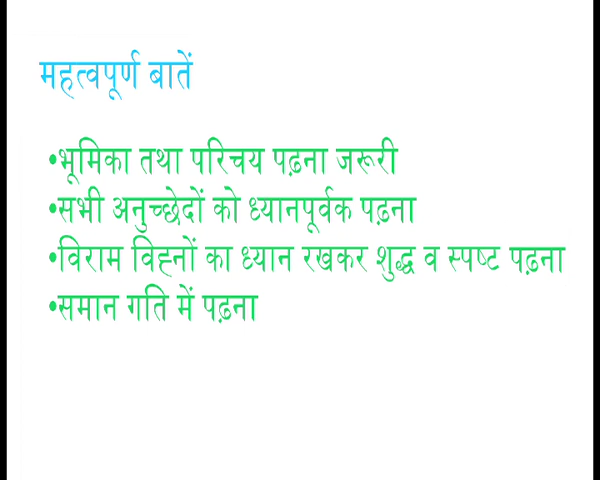 महत्वपूर्ण बातें
•भूमिका तथा परिचय पढ़ना जरूरी
•सभी अनुच्छेदों को ध्यानपूर्वक पढ़ना
•विराम विह्नों का ध्यान रखकर शुद्ध व स्पष्ट पढ़ना
•समान गति में पढ़ना